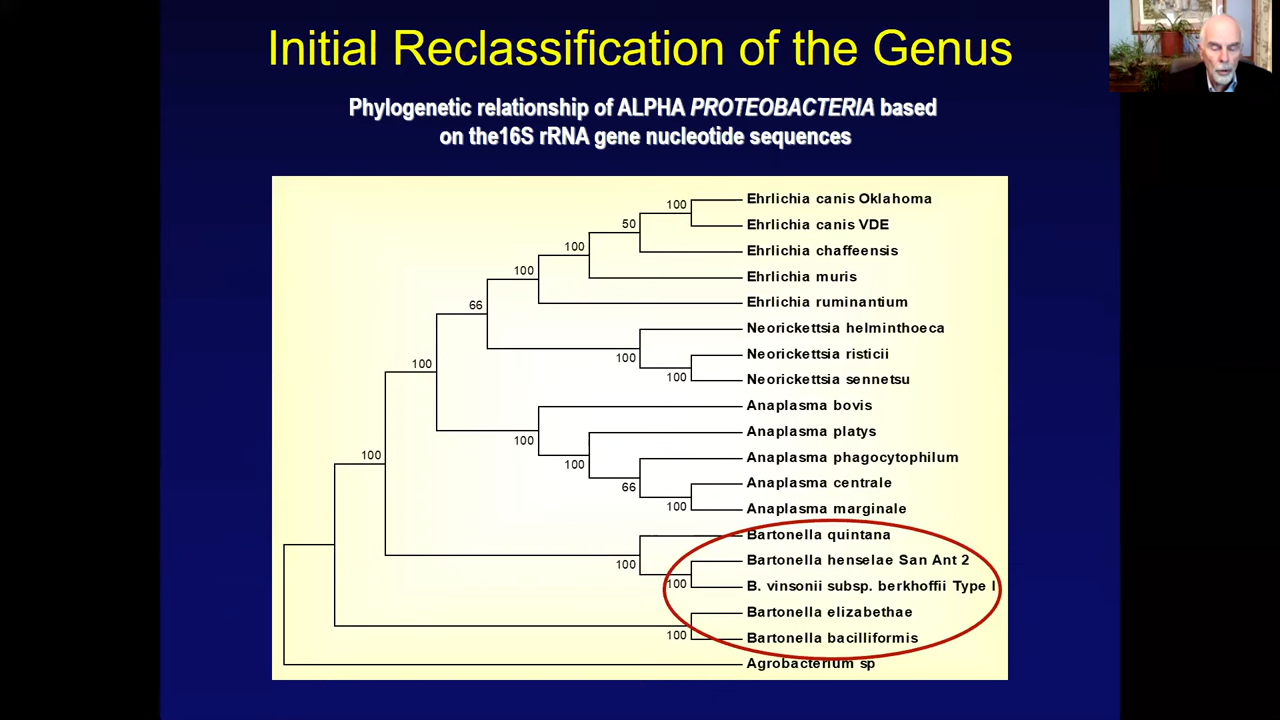 Initial Reclassification of the Genus
Phylogenetic relationship of ALPHA PROTEOBACTERIA based
on the16S rRNA gene nucleotide sequences
100
Ehrlichia canis Oklahoma
50
Ehrlichia canis VDE
100
Ehrlichia chaffeensis
100
Ehrlichia muris
66
Ehrlichia ruminantium
Neorickettsia helminthoeca
100
100
Neorickettsia risticii
100
Neorickettsia sennetsu
Anaplasma bovis
100
Anaplasma platys
100
100
Anaplasma phagocytophilum
66
Anaplasma centrale
100
Anaplasma marginale
Bartonella quintana
100
Bartonella henselae San Ant 2
100
B. vinsonii subsp. berkhoffii Type I
Bartonella elizabethae
100
Bartonella bacilliformis
Agrobacterium sp